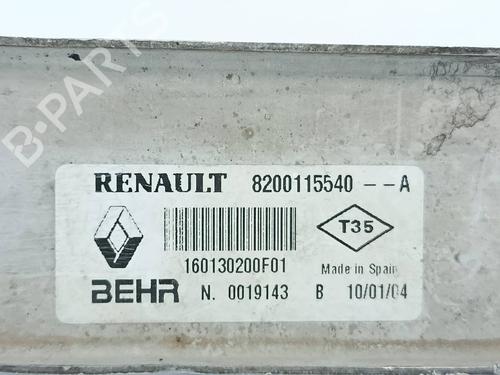 B-PARTS
RENAULT 8200115540 -- A
T35
160130200F01
Made in Spain
BEHR N. 0019143 B 10/01/04